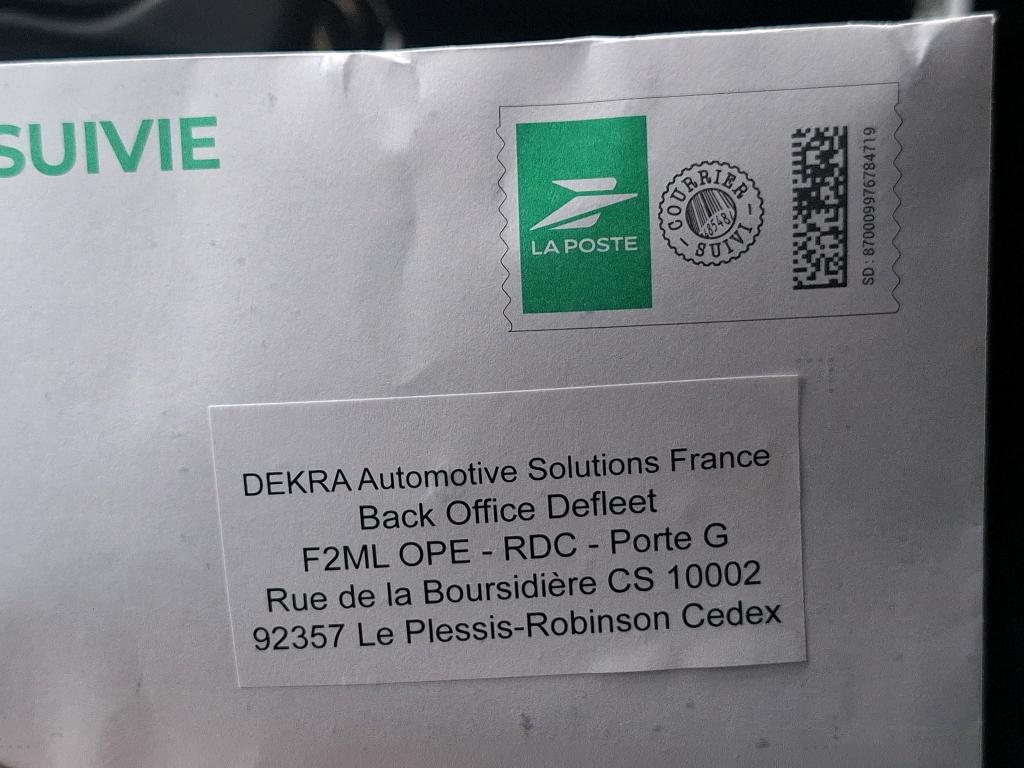 SUIVIE
LA POSTE
COURRIER
SUIVI
SD : 870009976784719
DEKRA Automotive Solutions France
Back Office Defleet
F2ML OPE - RDC - Porte G
Rue de la Boursidière CS 10002
92357 Le Plessis-Robinson Cedex